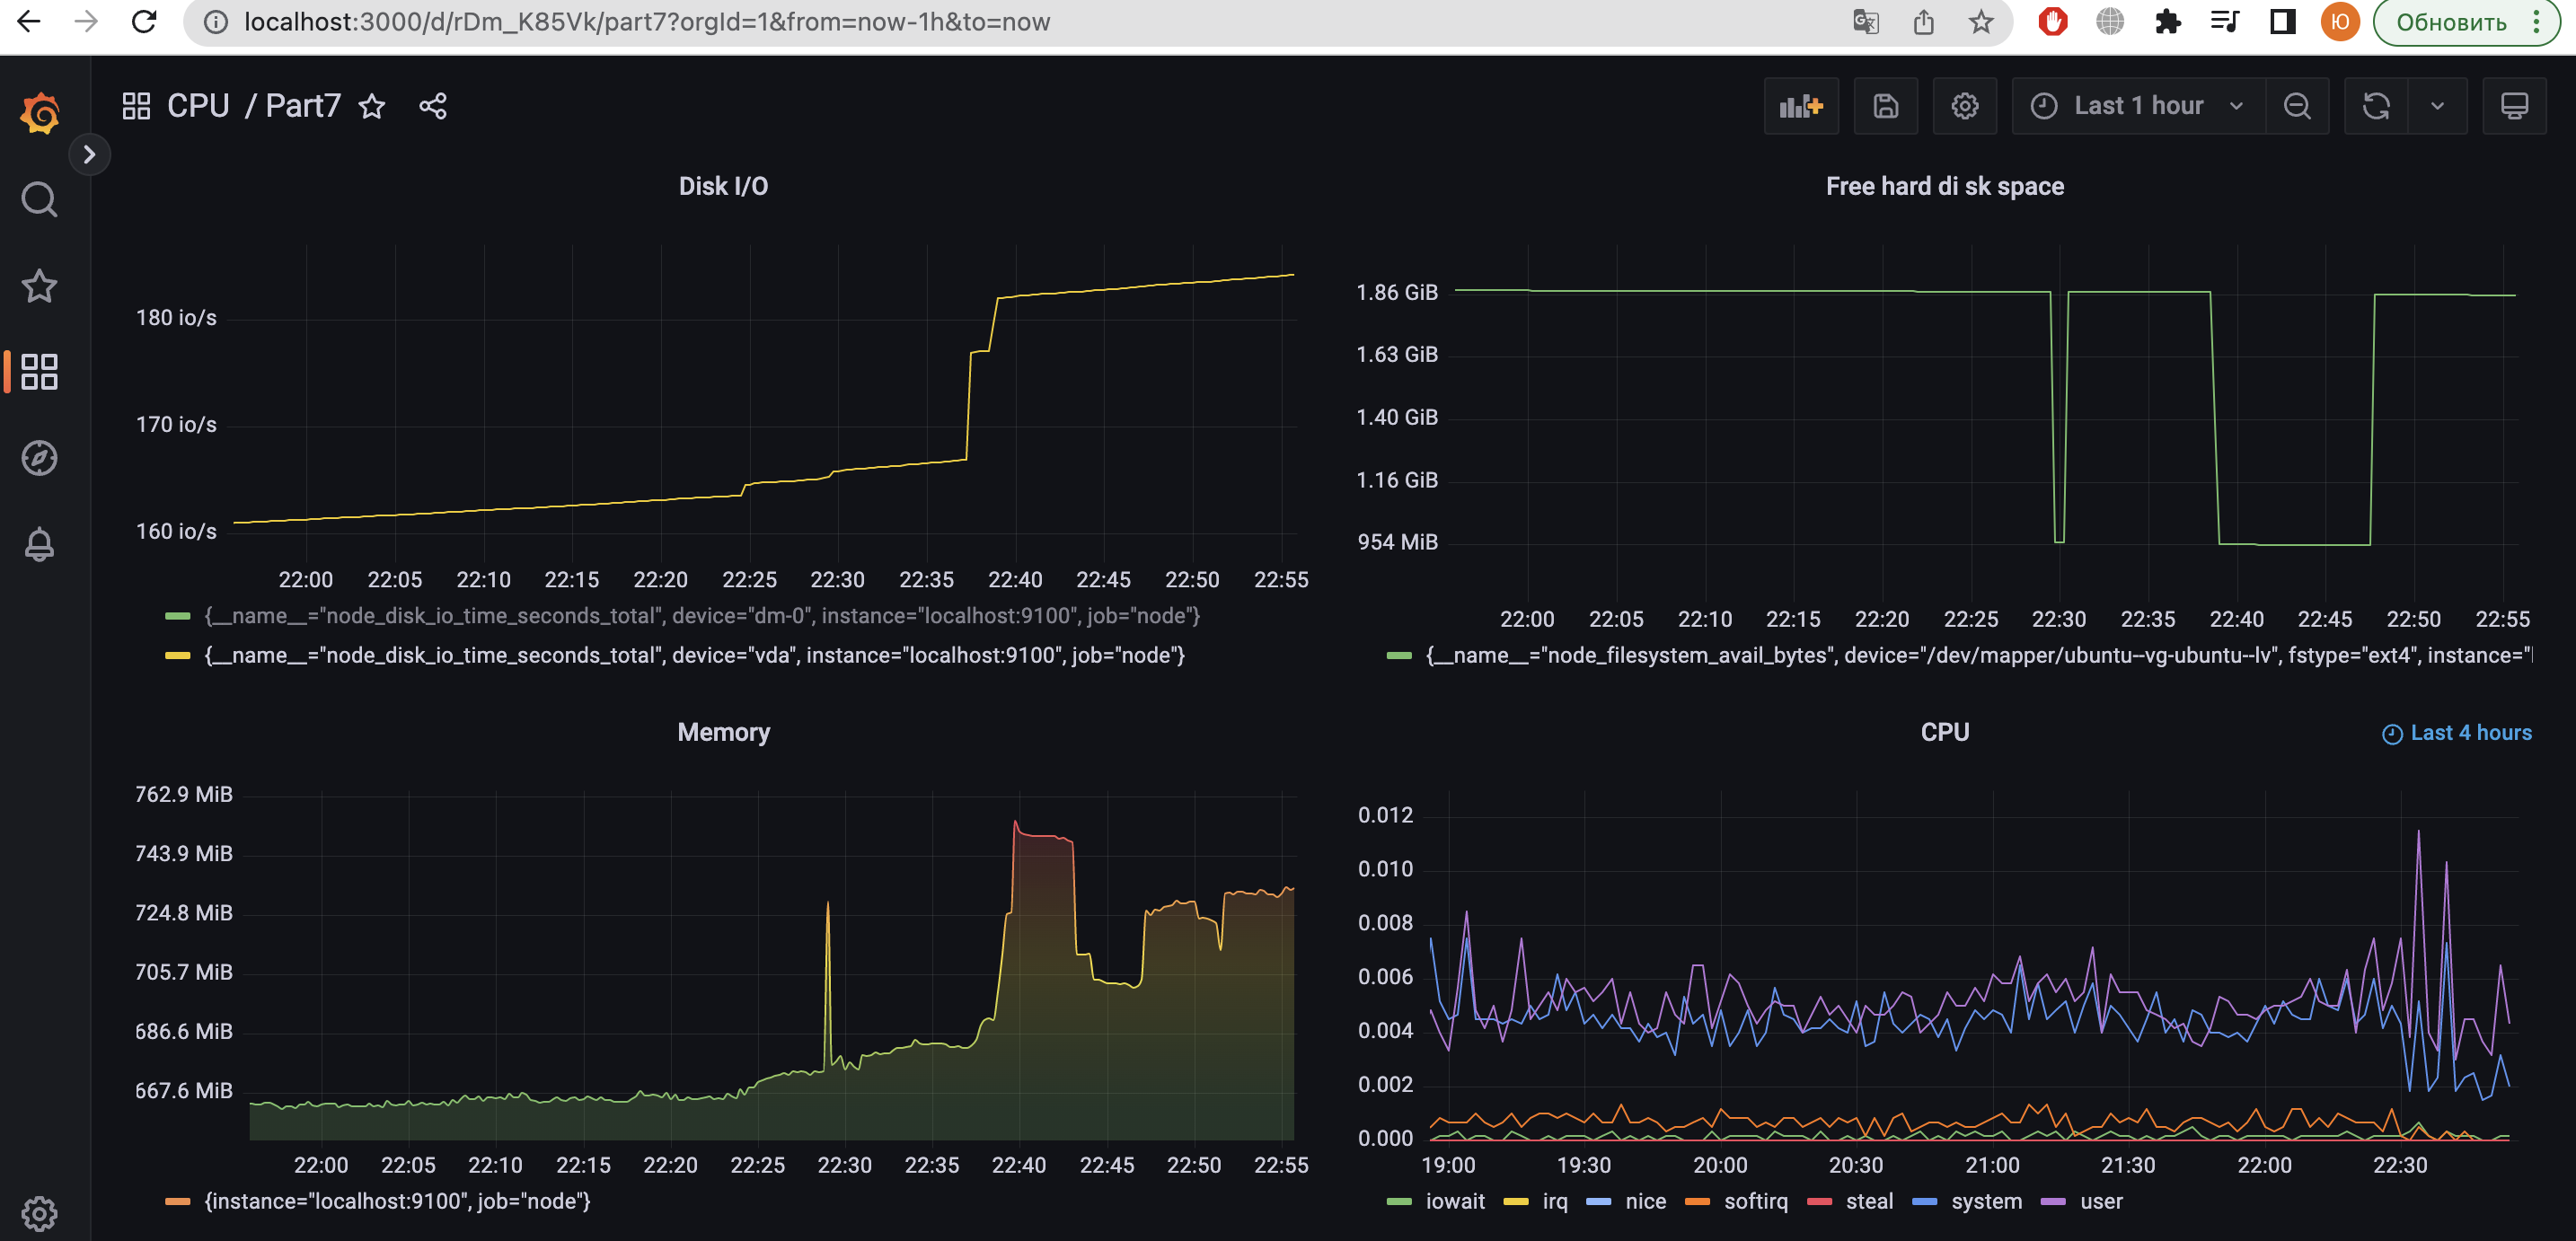 localhost:3000/d/rDm_K85Vk/part7?orgId=1&from=now-1h&to=now
Ю
Обновить
CPU / Part7
Last 1 hour
Disk I/O
180 io/s
170 io/s
160 io/s
22:00 22:05 22:10 22:15 22:20 22:25 22:30 22:35 22:40 22:45 22:50 22:55
{__name__="node_disk_io_time_seconds_total", device="dm-0", instance="localhost:9100", job="node"}
{__name__="node_disk_io_time_seconds_total", device="vda", instance="localhost:9100", job="node"}
Free hard di sk space
1.86 GiB
1.63 GiB
1.40 GiB
1.16 GiB
954 MiB
22:00 22:05 22:10 22:15 22:20 22:25 22:30 22:35 22:40 22:45 22:50 22:55
{__name__="node_filesystem_avail_bytes", device="/dev/mapper/ubuntu--vg-ubuntu--lv", fstype="ext4", instance="
Memory
762.9 MiB
743.9 MiB
724.8 MiB
705.7 MiB
686.6 MiB
667.6 MiB
22:00 22:05 22:10 22:15 22:20 22:25 22:30 22:35 22:40 22:45 22:50 22:55
{instance="localhost:9100", job="node"}
CPU
Last 4 hours
0.012
0.010
0.008
0.006
0.004
0.002
0.000
19:00 19:30 20:00 20:30 21:00 21:30 22:00 22:30
iowait irq nice softirq steal system user